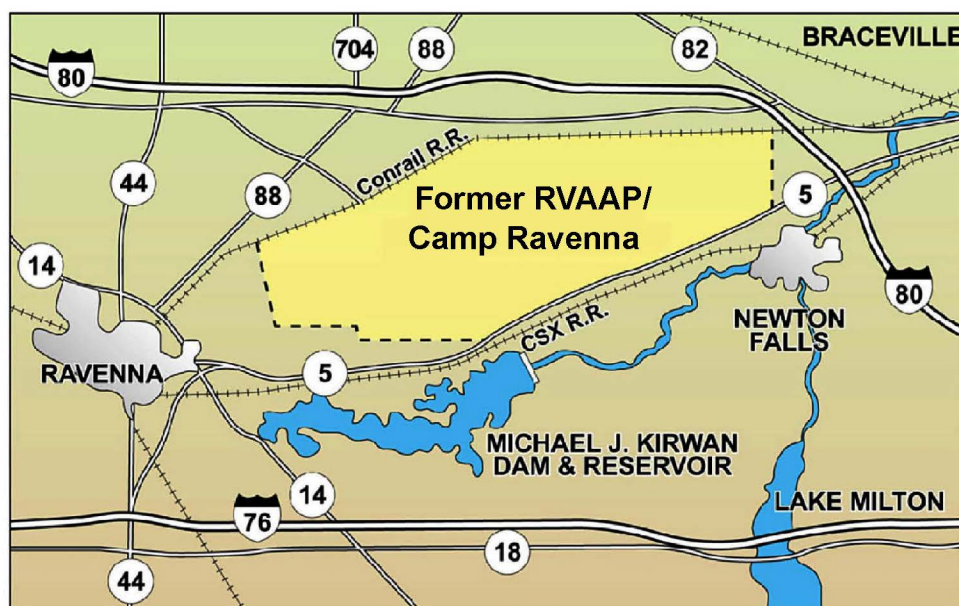 704
88
82
BRACEVILLE
80
Conrail R.R.
44
88
Former RVAAP/
Camp Ravenna
5
14
80
NEWTON
FALLS
CSX R.R.
RAVENNA
5
MICHAEL J. KIRWAN
DAM & RESERVOIR
14
76
LAKE MILTON
18
44